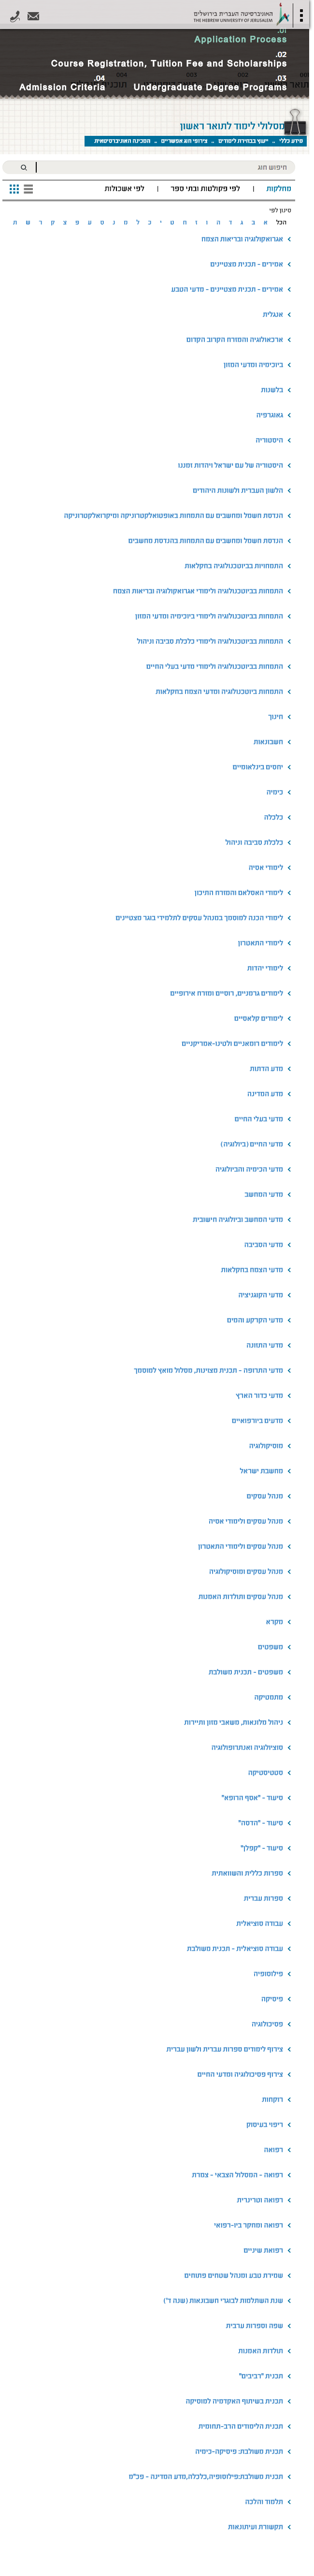 האוניברסיטה העברית בירושלים
THE HEBREW UNIVERSITY OF JERUSALEM
.01
Application Process
.02
Course Registration, Tuition Fee and Scholarships
.03
Undergraduate Degree Programs
.04
Admission Criteria
מסלולי לימוד לתואר ראשון
מידע כללי
ייעוץ בבחירת לימודים
צירופי חוג אפשריים
המכינה האוניברסיטאית
חיפוש חוג
מחלקות | לפי פקולטות ובתי ספר | לפי אשכולות
סינון לפי
הכל א ב ג ד ה ו ז ח ט י כ ל מ נ ס ע פ צ ק ר ש ת
אגרואקולוגיה ובריאות הצמח
אמירים - תכנית מצטיינים
אמירים - תכנית מצטיינים - מדעי הטבע
אנגלית
ארכאולוגיה והמזרח הקרוב הקדום
ביוכימיה ומדעי המזון
בלשנות
גאוגרפיה
היסטוריה
היסטוריה של עם ישראל ויהדות זמננו
הלשון העברית ולשונות היהודים
הנדסת חשמל ומחשבים עם התמחות באופטואלקטרוניקה ומיקרואלקטרוניקה
הנדסת חשמל ומחשבים עם התמחות בהנדסת מחשבים
התמחויות בביוטכנולוגיה בחקלאות
התמחות בביוטכנולוגיה ולימודי אגרואקולוגיה ובריאות הצמח
התמחות בביוטכנולוגיה ולימודי ביוכימיה ומדעי המזון
התמחות בביוטכנולוגיה ולימודי כלכלת סביבה וניהול
התמחות בביוטכנולוגיה ולימודי מדעי בעלי החיים
התמחות ביוטכנולוגיה ומדעי הצמח בחקלאות
חינוך
חשבונאות
יחסים בינלאומיים
כימיה
כלכלה
כלכלת סביבה וניהול
לימודי אסיה
לימודי האסלאם והמזרח התיכון
לימודי הכנה למוסמך במנהל עסקים לתלמידי בוגר מצטיינים
לימודי התאטרון
לימודי יהדות
לימודים גרמניים, רוסיים ומזרח אירופיים
לימודים קלאסיים
לימודים רומאניים ולטינו-אמריקניים
מדע הדתות
מדע המדינה
מדעי בעלי החיים
מדעי החיים (ביולוגיה)
מדעי הכימיה והביולוגיה
מדעי המחשב
מדעי המחשב וביולוגיה חישובית
מדעי הסביבה
מדעי הצמח בחקלאות
מדעי הקוגניציה
מדעי הקרקע והמים
מדעי התזונה
מדעי התרופה - תכנית מצוינות, מסלול מואץ למוסמך
מדעי כדור הארץ
מדעים ביורפואיים
מוסיקולוגיה
מחשבת ישראל
מנהל עסקים
מנהל עסקים ולימודי אסיה
מנהל עסקים ולימודי התאטרון
מנהל עסקים ומוסיקולוגיה
מנהל עסקים ותולדות האמנות
מקרא
משפטים
משפטים - תכנית משולבת
מתמטיקה
ניהול מלונאות, משאבי מזון ותיירות
סוציולוגיה ואנתרופולוגיה
סטטיסטיקה
סיעוד - "אסף הרופא"
סיעוד - "הדסה"
סיעוד - "קפלן"
ספרות כללית והשוואתית
ספרות עברית
עבודה סוציאלית
עבודה סוציאלית - תכנית משולבת
פילוסופיה
פיסיקה
פסיכולוגיה
צירוף לימודים ספרות עברית ולשון עברית
צירוף פסיכולוגיה ומדעי החיים
רוקחות
ריפוי בעיסוק
רפואה
רפואה - המסלול הצבאי - צמרת
רפואה וטרינרית
רפואה ומחקר ביו-רפואי
רפואת שיניים
שמירת טבע ומנהל שטחים פתוחים
שנת השתלמות לבוגרי חשבונאות (שנה ד')
שפה וספרות ערבית
תולדות האמנות
תכנית "רביבים"
תכנית בשיתוף האקדמיה למוסיקה
תכנית הלימודים הרב-תחומית
תכנית משולבת: פיסיקה-כימיה
תכנית משולבת:פילוסופיה,כלכלה,מדע המדינה - פכ"מ
תלמוד והלכה
תקשורת ועיתונאות